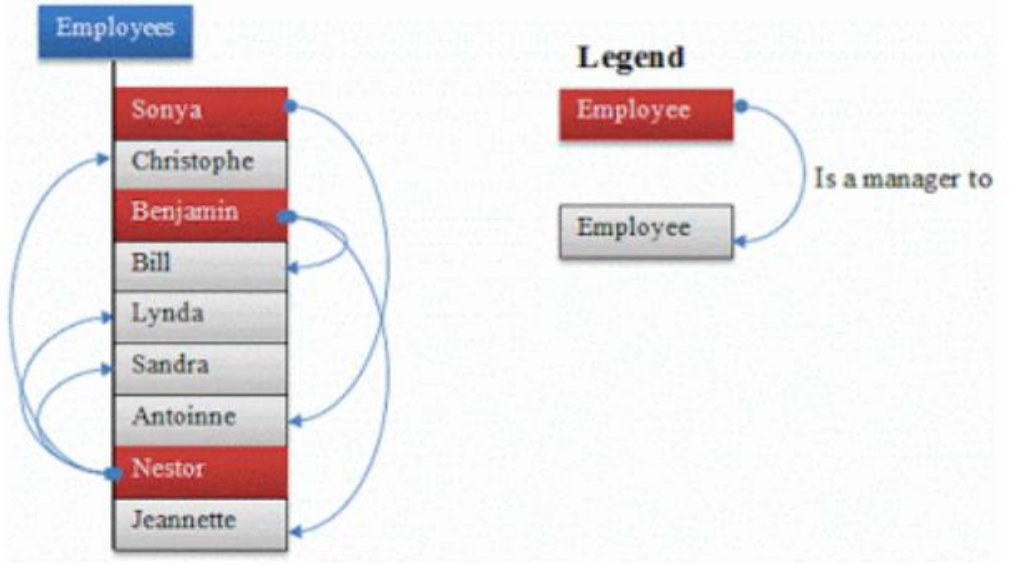 Employees
Sonya
Christophe
Benjamin
Bill
Lynda
Sandra
Antoinne
Nestor
Jeannette
Legend
Employee
Is a manager to
Employee